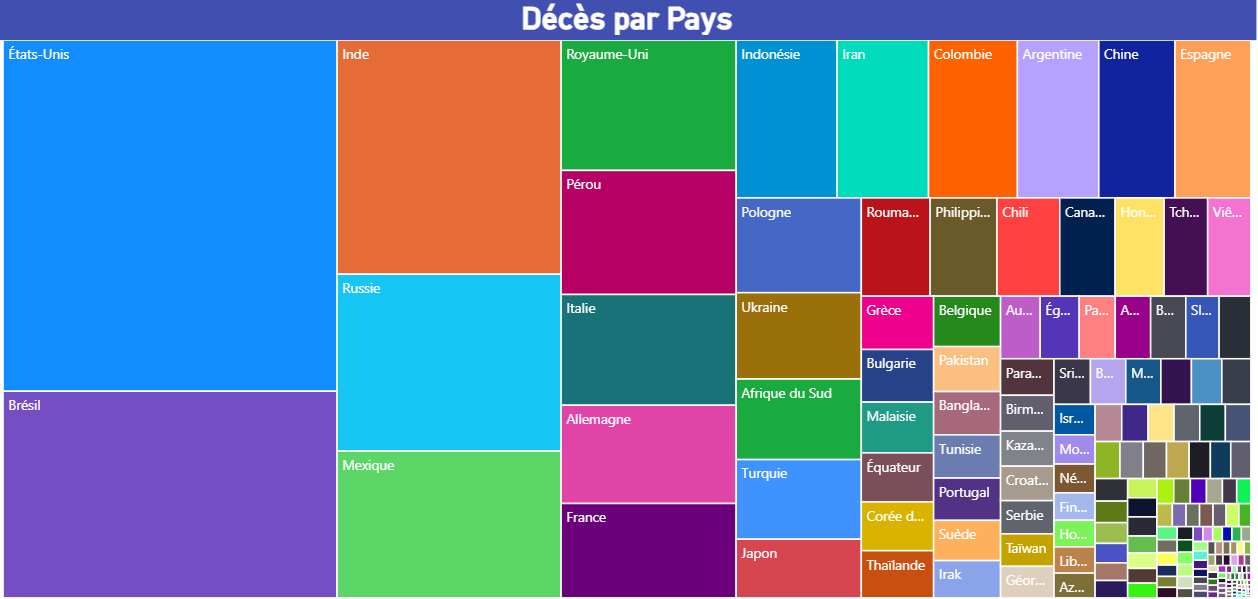 Décès par Pays
États-Unis
Brésil
Inde
Russie
Mexique
Royaume-Uni
Pérou
Italie
Allemagne
France
Indonésie
Iran
Colombie
Argentine
Chine
Espagne
Pologne
Ukraine
Afrique du Sud
Turquie
Japon
Rouma...
Philippi...
Chili
Cana...
Hon...
Tch...
Viê...
Grèce
Bulgarie
Malaisie
Équateur
Corée d...
Thaïlande
Belgique
Pakistan
Bangla...
Tunisie
Portugal
Suède
Irak
Au...
Ég...
Pa...
A...
B...
Sl...
Para...
Birm...
Kaza...
Croat...
Serbie
Taïwan
Géor...
Sri...
B...
M...
Isr...
Mo...
Né...
Fin...
Ho...
Lib...
Az...